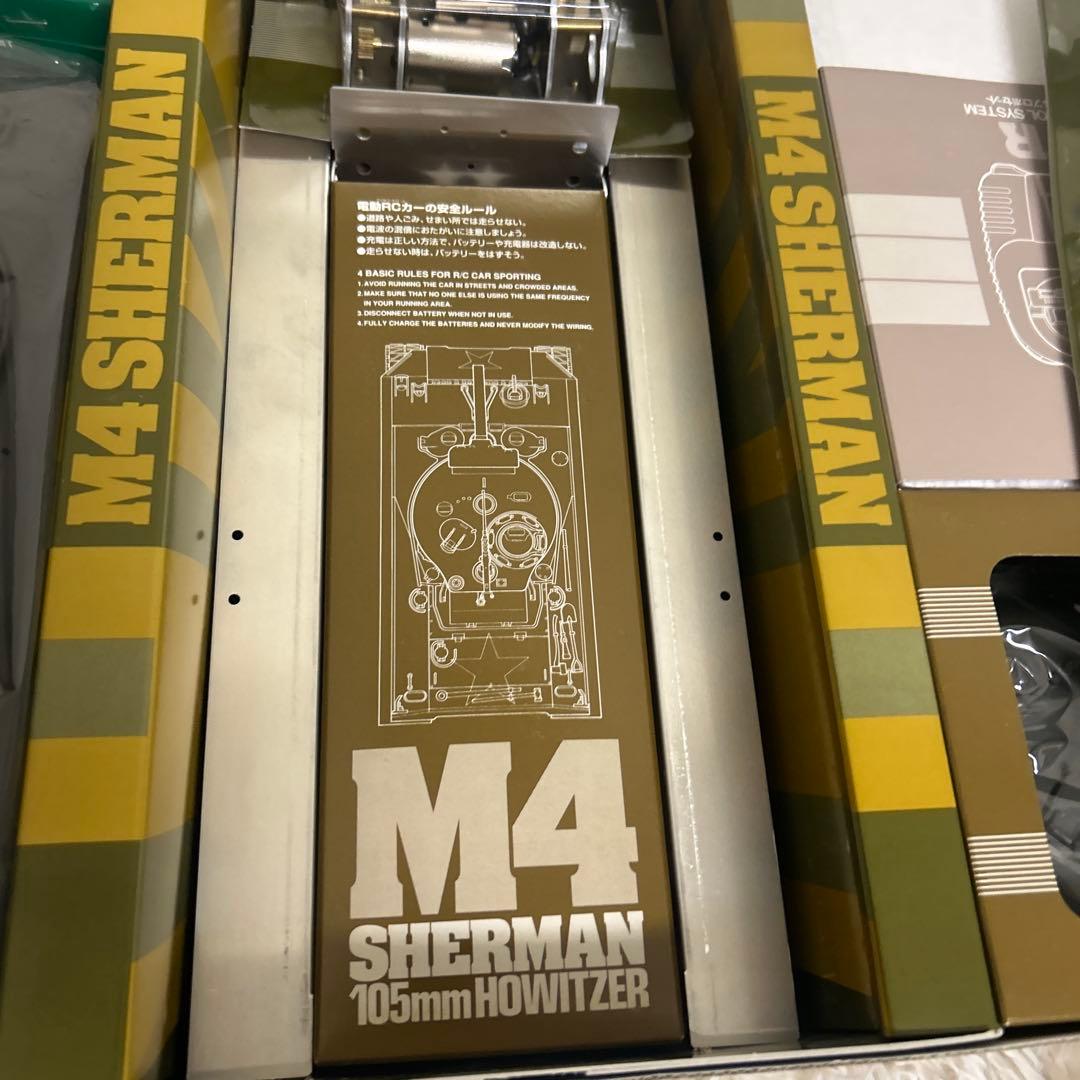 M4 SHERMAN
電動RCカーの安全ルール
●道路や人ごみ、せまい所では走らせない。
●電波の混信におたがいに注意しましょう。
●充電は正しい方法で、バッテリーや充電器は改造しない。
●走らせない時は、バッテリーをはずそう。
4 BASIC RULES FOR R/C CAR SPORTING
1. AVOID RUNNING THE CAR IN STREETS AND CROWDED AREAS.
2. MAKE SURE THAT NO ONE ELSE IS USING THE SAME FREQUENCY
IN YOUR RUNNING AREA.
3. DISCONNECT BATTERY WHEN NOT IN USE.
4. FULLY CHARGE THE BATTERIES AND NEVER MODIFY THE WIRING.
M4
SHERMAN
105mm HOWITZER
M4 SHERMAN
OL SYSTEM